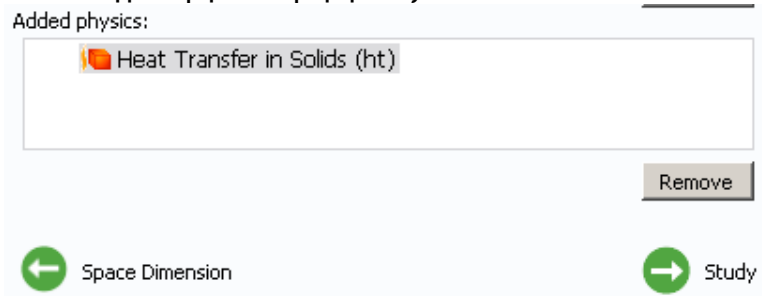 Added physics:
Heat Transfer in Solids (ht)
Remove
Space Dimension
Study